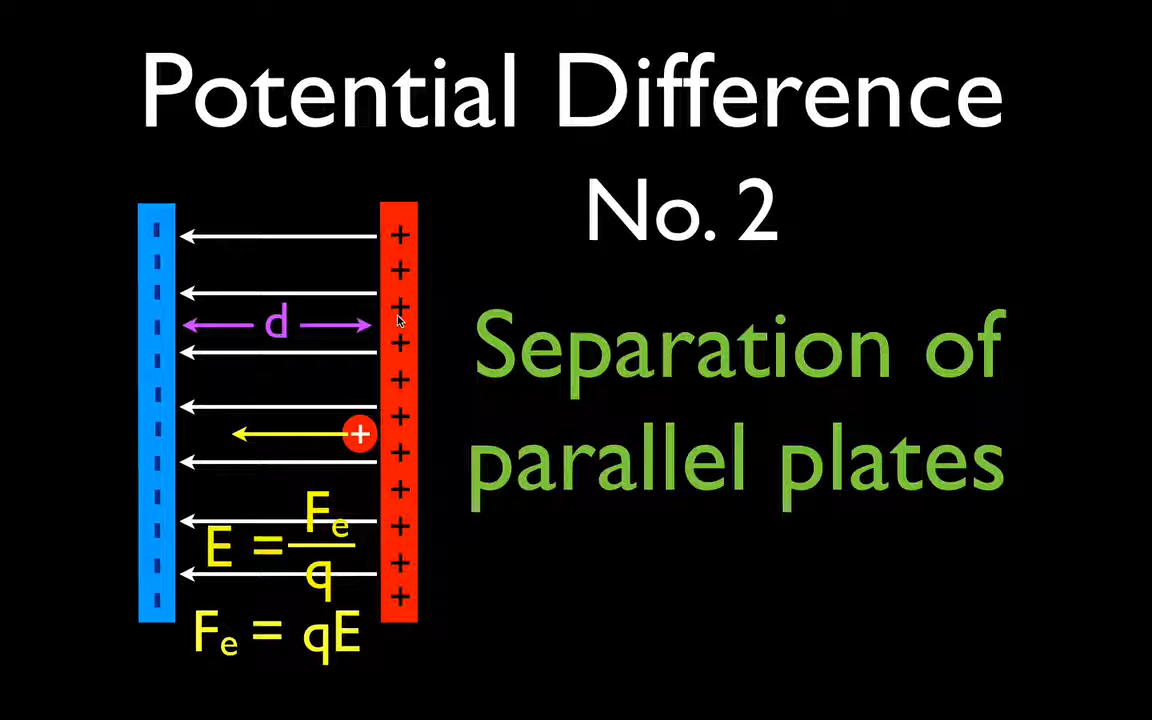 Potential Difference
No. 2
Separation of
parallel plates
d
+
E = Fe/q
Fe = qE